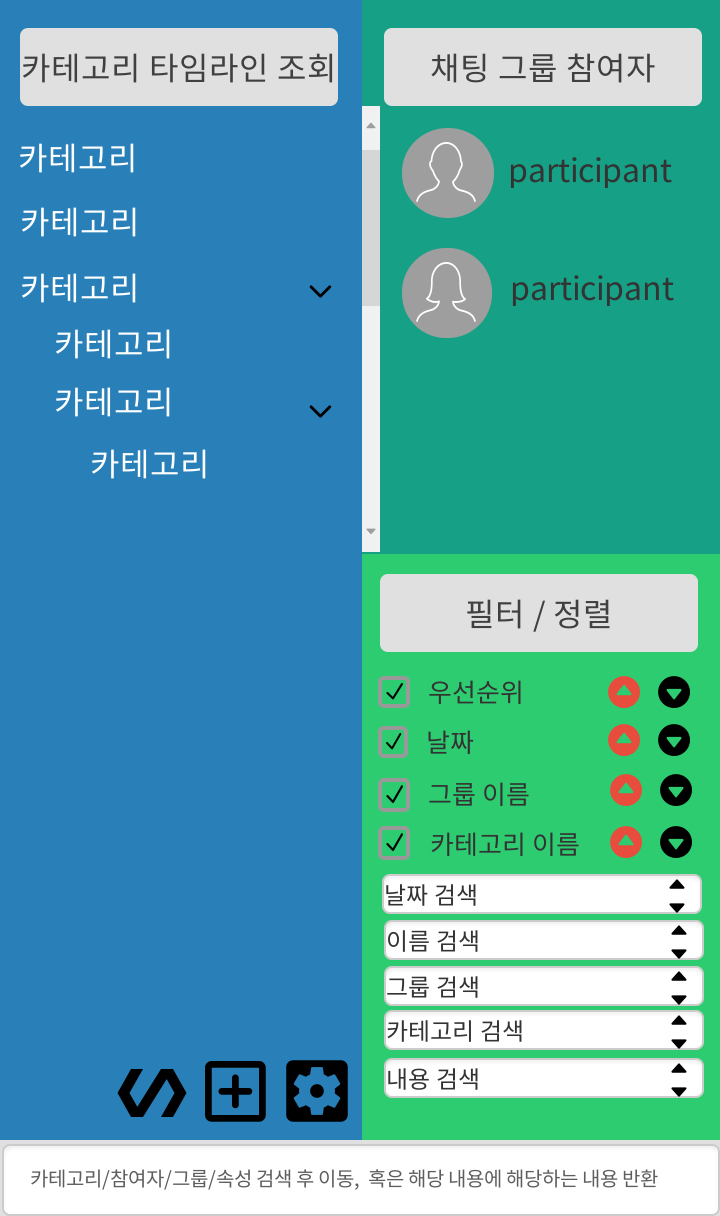 카테고리 타임라인 조회
카테고리
카테고리
카테고리
카테고리
카테고리
카테고리
채팅 그룹 참여자
participant
participant
필터 / 정렬
우선순위
날짜
그룹 이름
카테고리 이름
날짜 검색
이름 검색
그룹 검색
카테고리 검색
내용 검색
카테고리/참여자/그룹/속성 검색 후 이동, 혹은 해당 내용에 해당하는 내용 반환